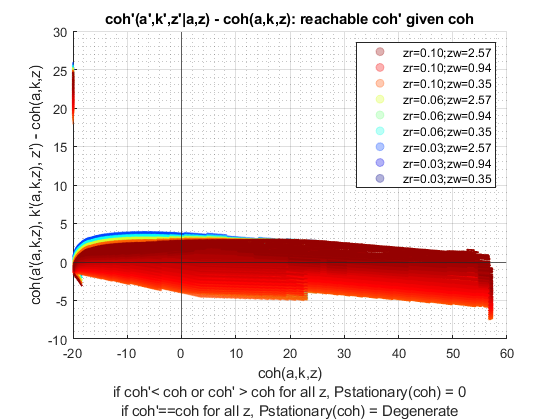 coh'(a',k',z'|a,z) - coh(a,k,z): reachable coh' given coh
30
25
20
15
10
5
0
-5
-10
coh(a'(a,k,z), k'(a,k,z), z') - coh(a,k,z)
zr=0.10;zw=2.57
zr=0.10;zw=0.94
zr=0.10;zw=0.35
zr=0.06;zw=2.57
zr=0.06;zw=0.94
zr=0.06;zw=0.35
zr=0.03;zw=2.57
zr=0.03;zw=0.94
zr=0.03;zw=0.35
-20 -10 0 10 20 30 40 50 60
coh(a,k,z)
if coh'< coh or coh' > coh for all z, Pstationary(coh) = 0
if coh'==coh for all z, Pstationary(coh) = Degenerate